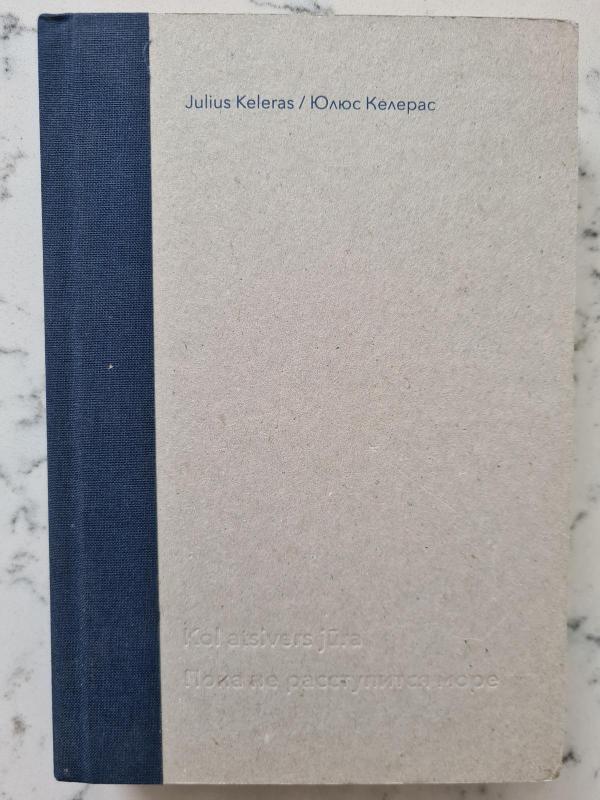 Julius Keleras / Юлюс Келерас
Kol atsivers jūra
Пока не расступится море